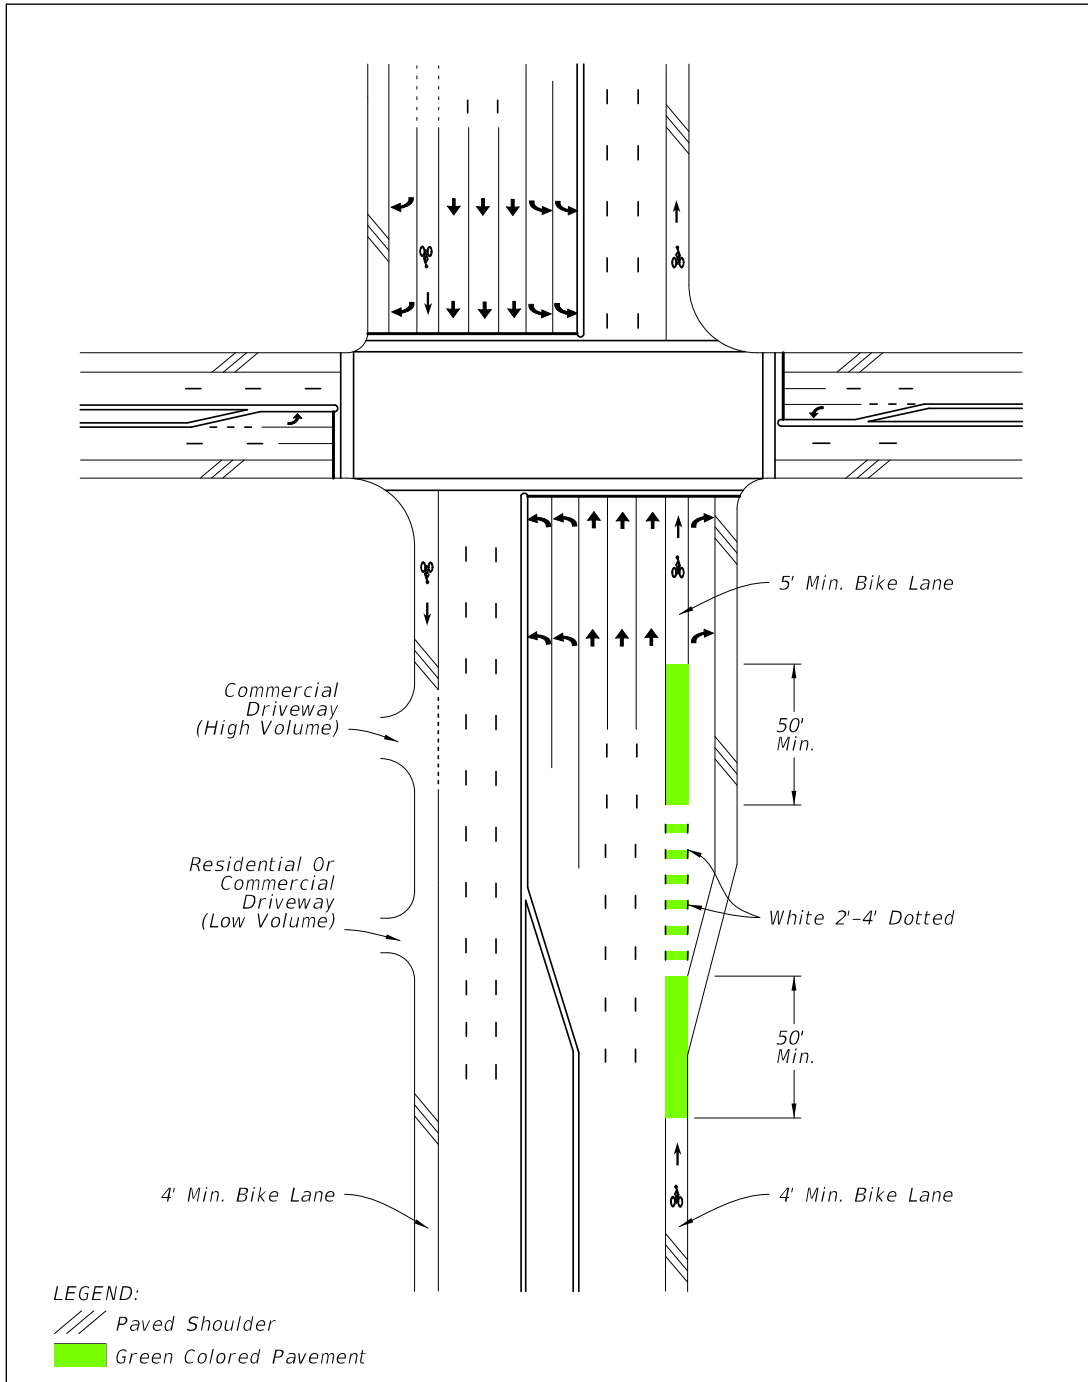 5' Min. Bike Lane
Commercial
Driveway
(High Volume)
50'
Min.
Residential Or
Commercial
Driveway
(Low Volume)
White 2'-4' Dotted
50'
Min.
4' Min. Bike Lane
4' Min. Bike Lane
LEGEND:
Paved Shoulder
Green Colored Pavement